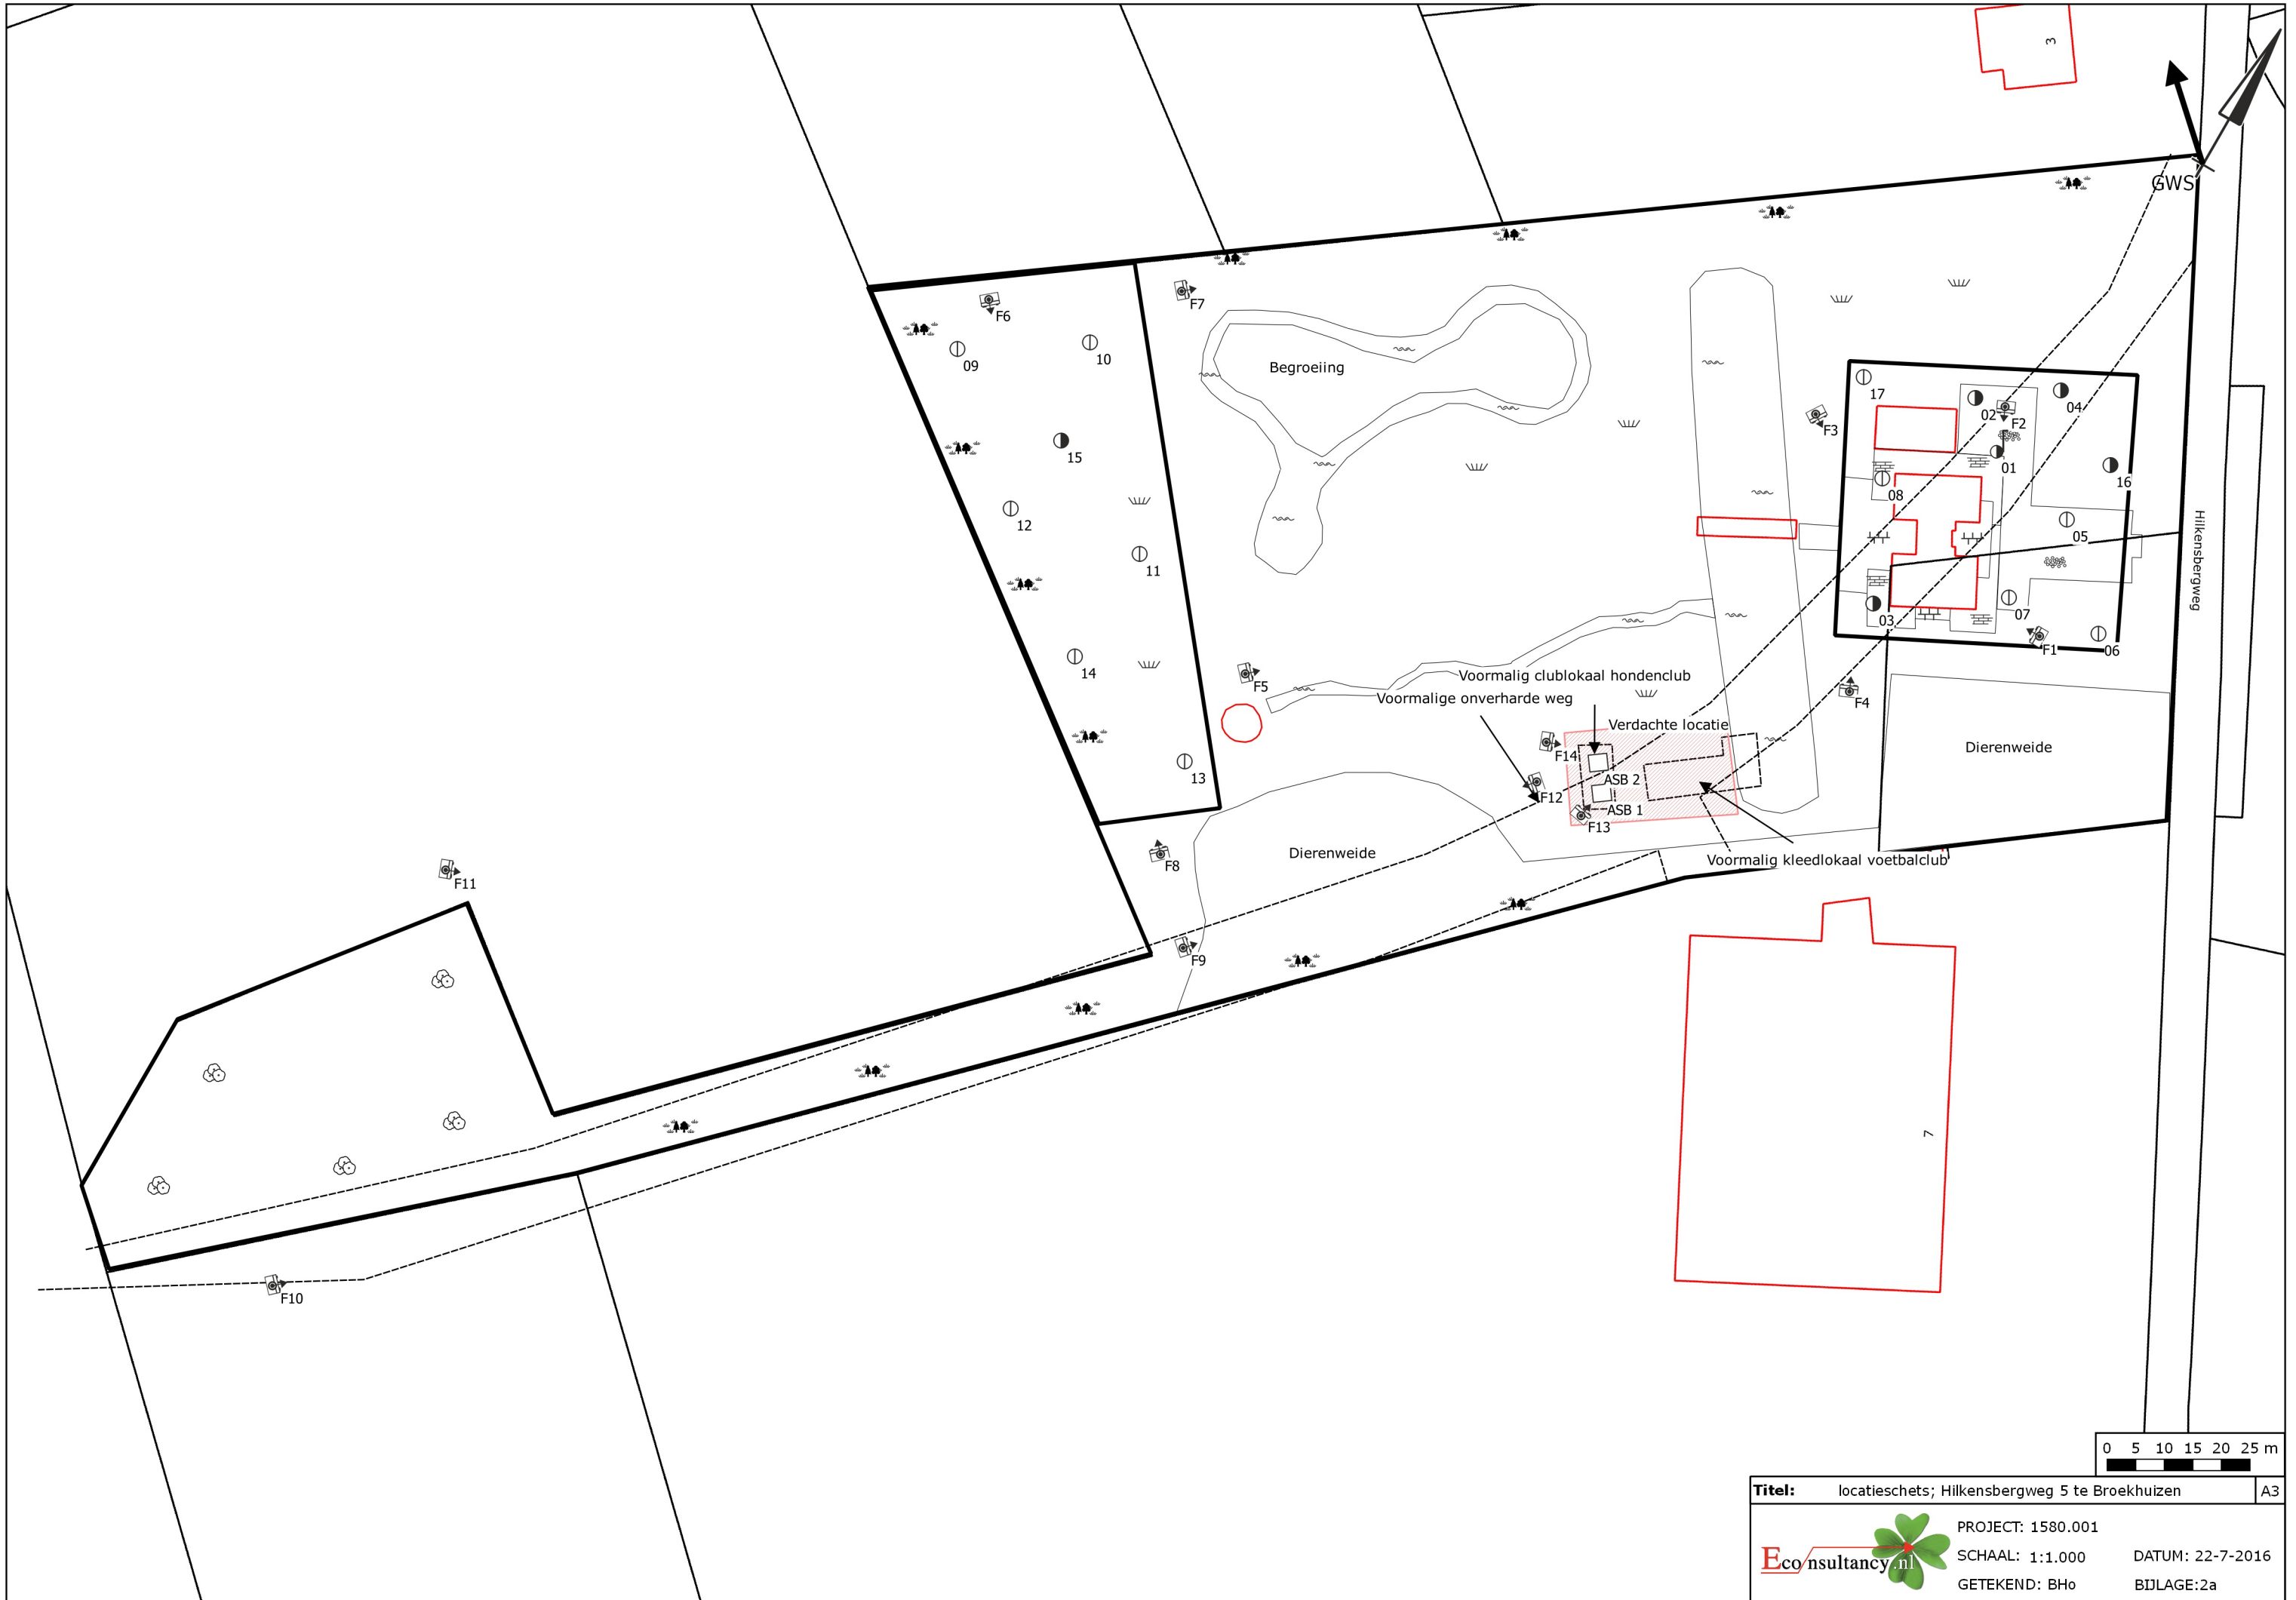 3
GWS
F6
F7
09
10
Begroeiing
17
02
F2
04
F3
15
01
16
08
12
05
Hilkensbergweg
11
07
03
F1
06
14
F5
Voormalig clublokaal hondenclub
Voormalige onverharde weg
F4
Verdachte locatie
Dierenweide
F14
13
ASB 2
F12
ASB 1
F13
Dierenweide
Voormalig kleedlokaal voetbalclub
F8
F11
F9
7
F10
0 5 10 15 20 25 m
Titel: locatieschets; Hilkensbergweg 5 te Broekhuizen A3
Econsultancy.nl
PROJECT: 1580.001
SCHAAL: 1:1.000 DATUM: 22-7-2016
GETEKEND: BHo BIJLAGE:2a